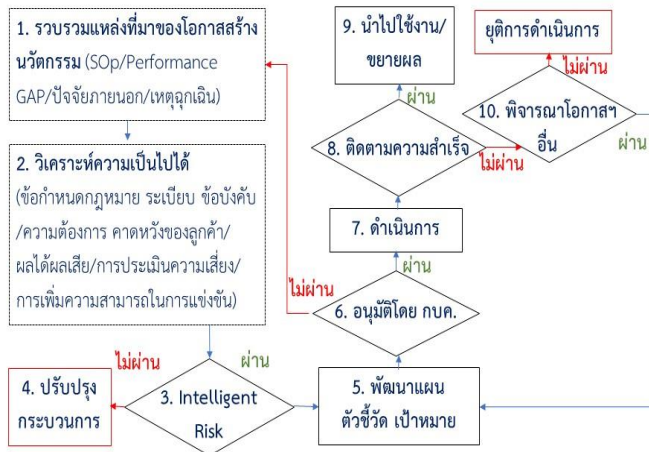 1. รวบรวมแหล่งที่มาของโอกาสสร้าง
นวัตกรรม (SOp/Performance
GAP/ปัจจัยภายนอก/เหตุฉุกเฉิน)
2. วิเคราะห์ความเป็นไปได้
(ข้อกำหนดกฎหมาย ระเบียบ ข้อบังคับ
/ความต้องการ คาดหวังของลูกค้า/
ผลได้ผลเสีย/การประเมินความเสี่ยง/
การเพิ่มความสามารถในการแข่งขัน)
ไม่ผ่าน
ผ่าน
3. Intelligent
Risk
4. ปรับปรุง
กระบวนการ
5. พัฒนาแผน
ตัวชี้วัด เป้าหมาย
6. อนุมัติโดย กบค.
ไม่ผ่าน
ผ่าน
7. ดำเนินการ
8. ติดตามความสำเร็จ
ผ่าน
ไม่ผ่าน
9. นำไปใช้งาน/
ขยายผล
10. พิจารณาโอกาสฯ
อื่น
ไม่ผ่าน
ผ่าน
ยุติการดำเนินการ